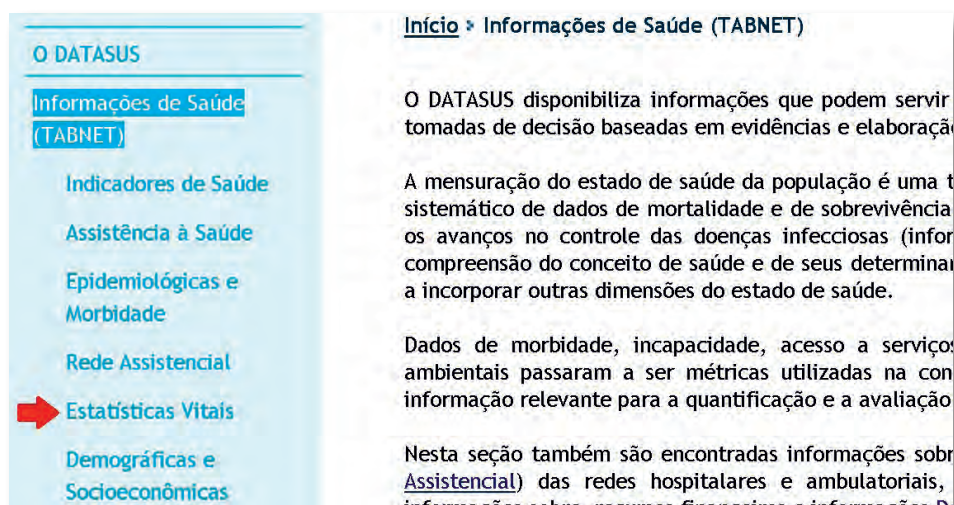 O DATASUS
Informações de Saúde
(TABNET)
Indicadores de Saúde
Assistência à Saúde
Epidemiológicas e
Morbidade
Rede Assistencial
Estatísticas Vitais
Demográficas e
Socioeconômicas
Início > Informações de Saúde (TABNET)
O DATASUS disponibiliza informações que podem servir
tomadas de decisão baseadas em evidências e elaboraçã
A mensuração do estado de saúde da população é uma t
sistemático de dados de mortalidade e de sobrevivência
os avanços no controle das doenças infecciosas (infor
compreensão do conceito de saúde e de seus determinan
a incorporar outras dimensões do estado de saúde.
Dados de morbidade, incapacidade, acesso a serviços
ambientais passaram a ser métricas utilizadas na con
informação relevante para a quantificação e a avaliação
Nesta seção também são encontradas informações sobr
Assistencial) das redes hospitalares e ambulatoriais,